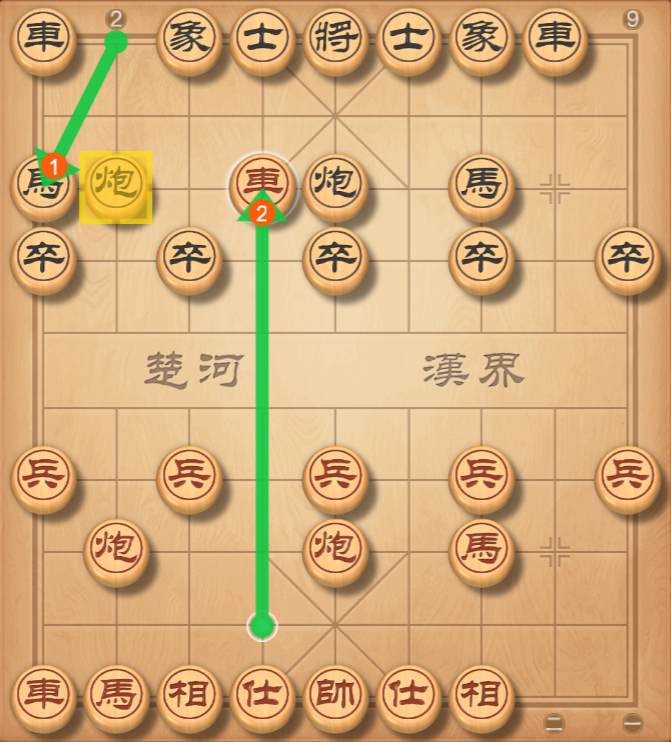 2 9
車 象 士 將 士 象 車
1
馬 炮 車 炮 馬
2
卒 卒 卒 卒 卒
楚河 漢界
兵 兵 兵 兵 兵
炮 炮 馬
車 馬 相 仕 帥 仕 相
二 一